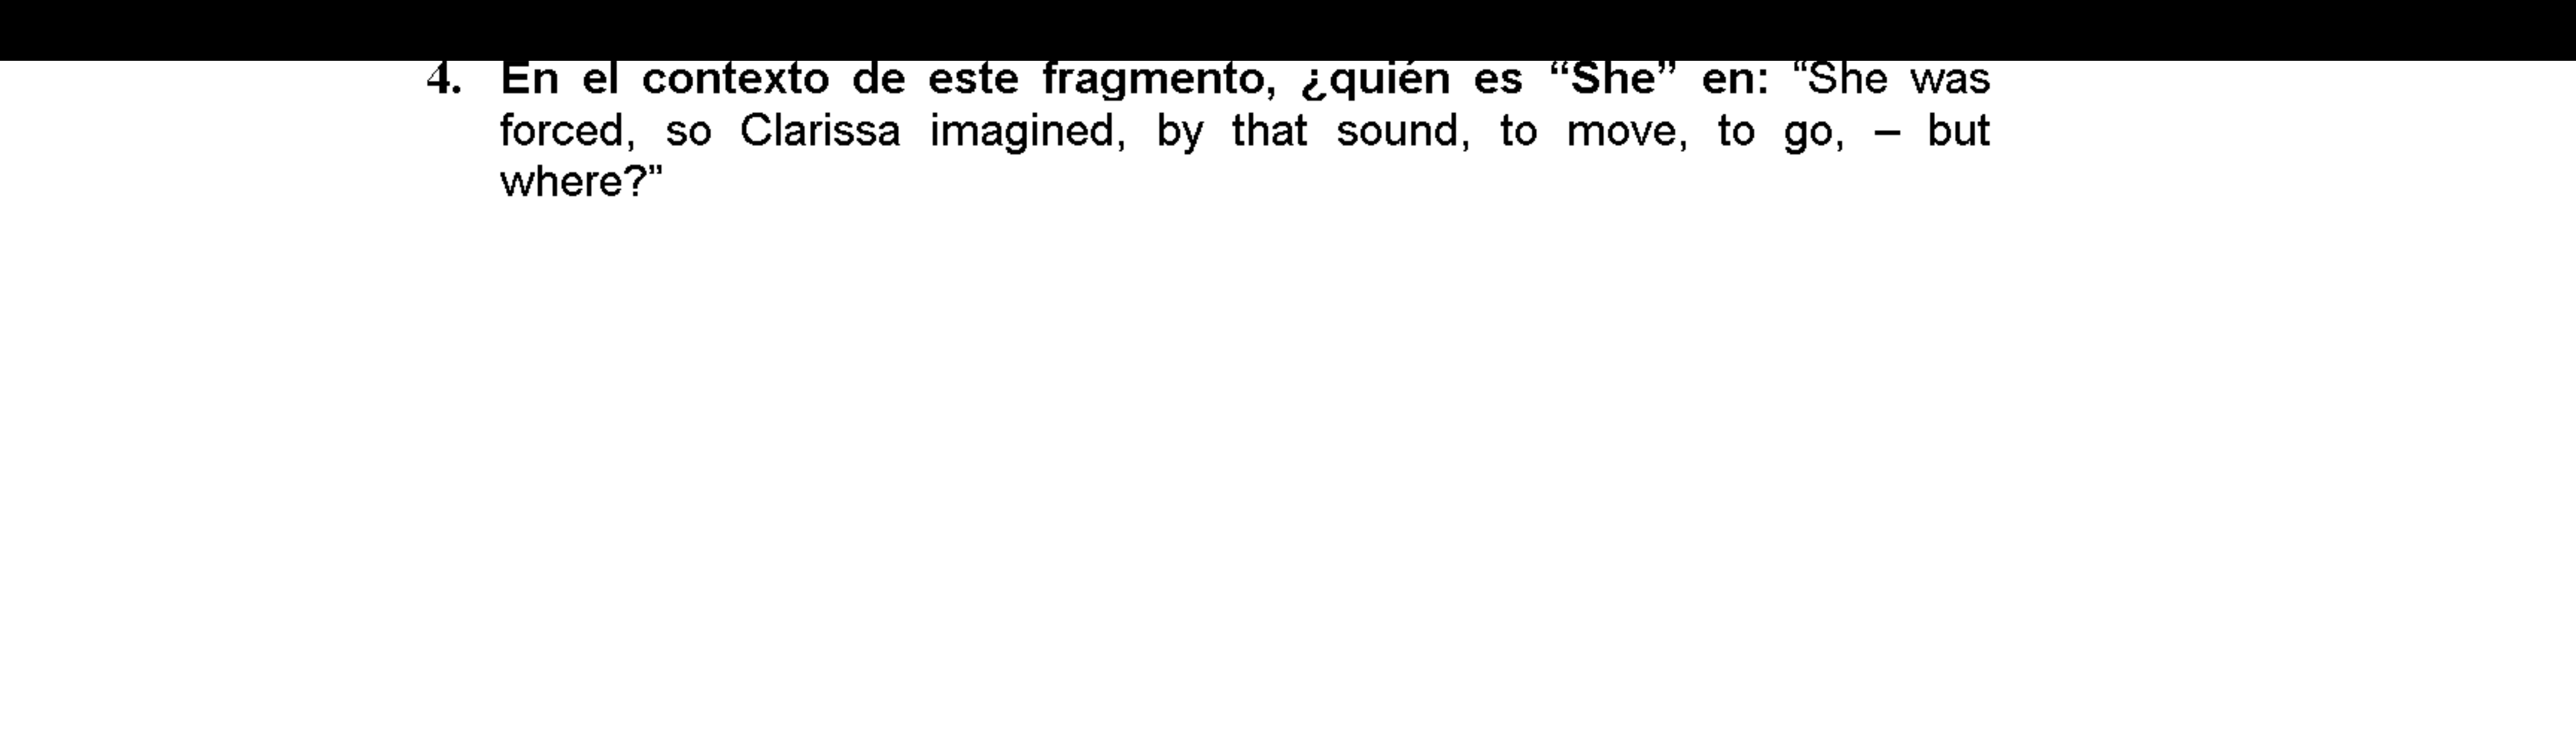 4. En el contexto de este fragmento, ¿quién es “She” en: “She was
forced, so Clarissa imagined, by that sound, to move, to go, – but
where?”